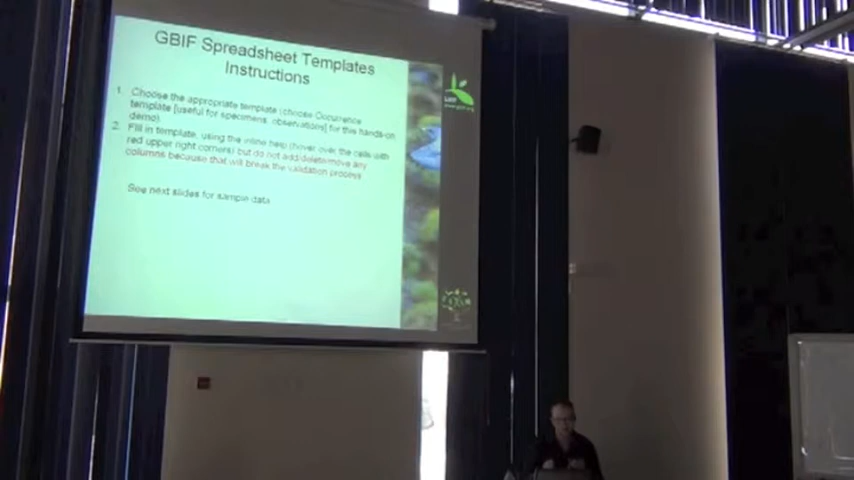 GBIF Spreadsheet Templates
Instructions
1. Choose the appropriate template (choose Occurrence
template [useful for specimens, observations] for this hands-on
demo).
2. Fill in template, using the inline help (hover over the cells with
red upper right corners) but do not add/delete/move any
columns because that will break the validation process
See next slides for sample data